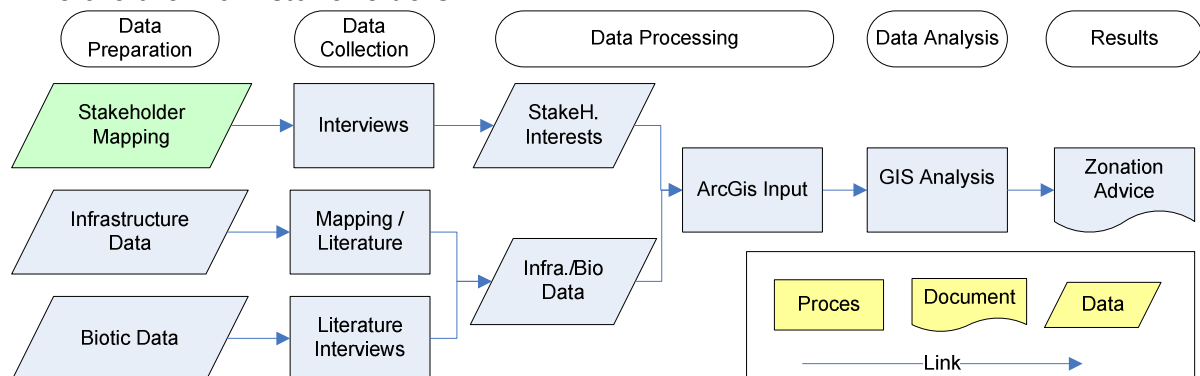 Data
Preparation
Data
Collection
Data Processing
Data Analysis
Results
Stakeholder
Mapping
Interviews
StakeH.
Interests
ArcGis Input
GIS Analysis
Zonation
Advice
Infrastructure
Data
Mapping /
Literature
Infra./Bio
Data
Biotic Data
Literature
Interviews
Proces
Document
Data
Link